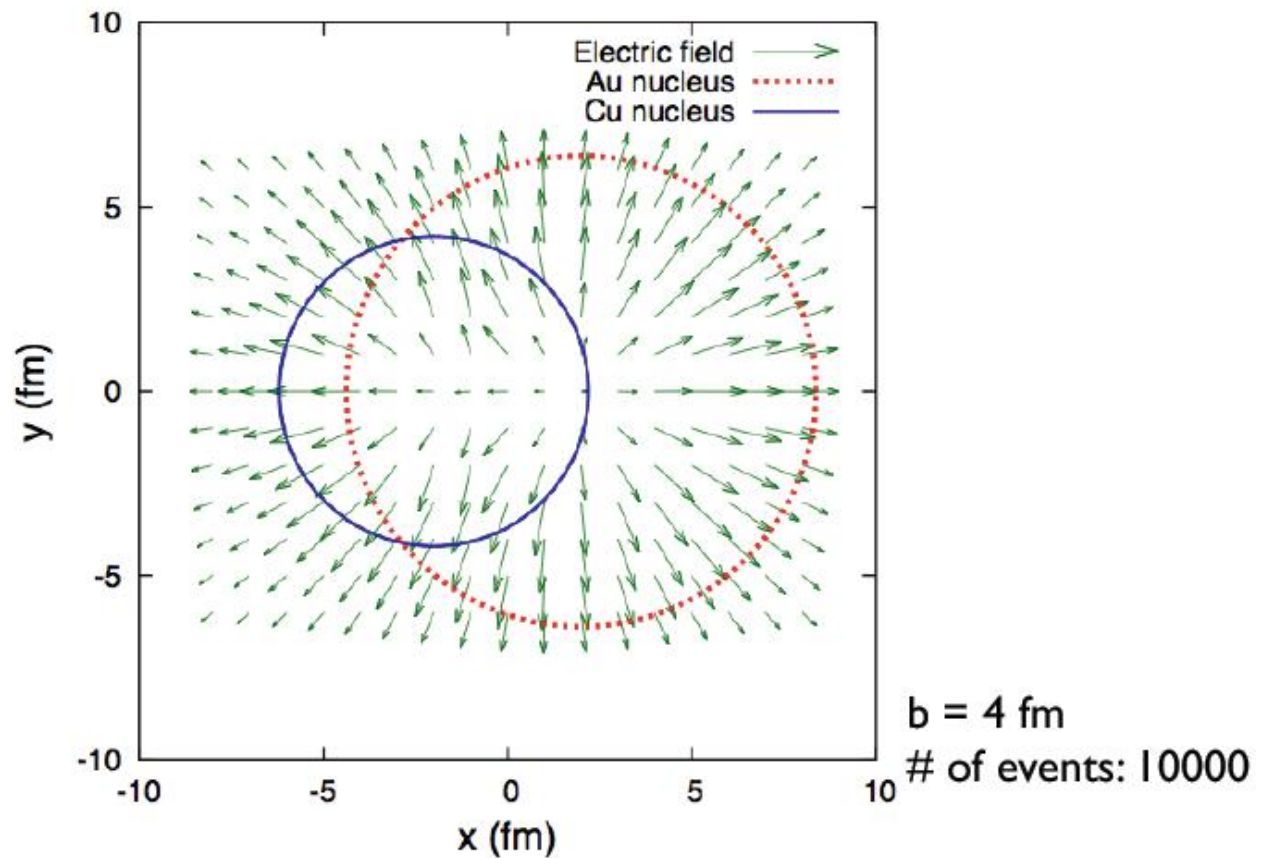 10
Electric field
Au nucleus
Cu nucleus
5
0
-5
-10
y (fm)
-10
-5
0
5
10
x (fm)
b = 4 fm
# of events: 10000